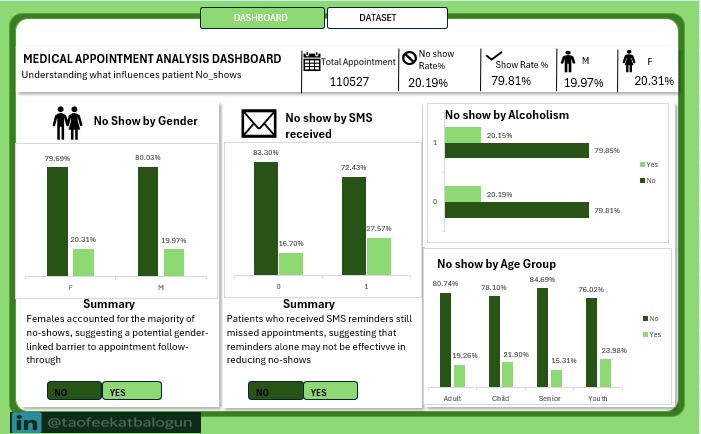 DASHBOARD
DATASET
MEDICAL APPOINTMENT ANALYSIS DASHBOARD
Understanding what influences patient No_shows
Total Appointment
110527
No show
Rate%
20.19%
Show Rate %
79.81%
M
19.97%
F
20.31%
No Show by Gender
79.69%
80.03%
20.31%
19.97%
F
M
Summary
Females accounted for the majority of
no-shows, suggesting a potential gender-
linked barrier to appointment follow-
through
NO
YES
No show by SMS
received
83.30%
72.43%
16.70%
27.57%
0
1
Summary
Patients who received SMS reminders still
missed appointments, suggesting that
reminders alone may not be effectivve in
reducing no-shows
NO
YES
No show by Alcoholism
1
20.15%
79.85%
0
20.19%
79.81%
Yes
No
No show by Age Group
80.74%
78.10%
84.69%
76.02%
19.26%
21.90%
15.31%
23.98%
Adult
Child
Senior
Youth
No
Yes
in @taofeekatbalogun